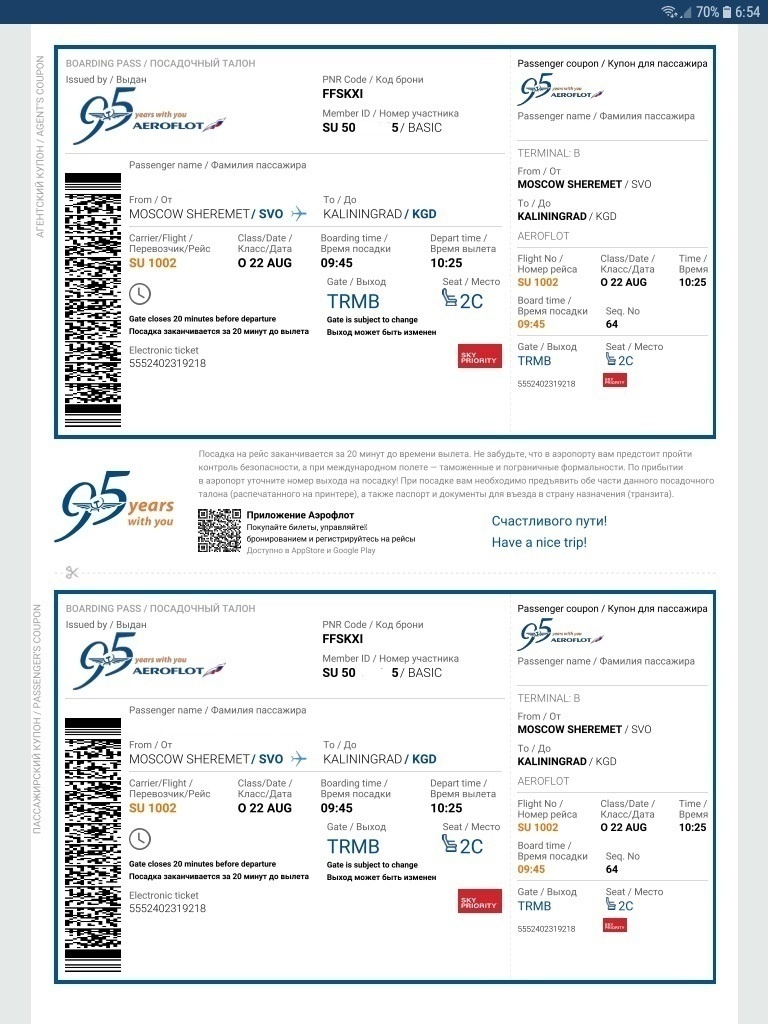 70% 6:54
АГЕНТСКИЙ КУПОН / AGENT'S COUPON
BOARDING PASS / ПОСАДОЧНЫЙ ТАЛОН
Issued by / Выдан
95 years with you
AEROFLOT
PNR Code / Код брони
FFSKXI
Member ID / Номер участника
SU 50 5 / BASIC
Passenger name / Фамилия пассажира
From / От
MOSCOW SHEREMET / SVO
To / До
KALININGRAD / KGD
Carrier/Flight / Перевозчик/Рейс
SU 1002
Class/Date / Класс/Дата
O 22 AUG
Boarding time / Время посадки
09:45
Depart time / Время вылета
10:25
Gate / Выход
TRMB
Seat / Место
2C
Gate closes 20 minutes before departure
Посадка заканчивается за 20 минут до вылета
Gate is subject to change
Выход может быть изменен
Electronic ticket
5552402319218
SKY PRIORITY
Passenger coupon / Купон для пассажира
95 years with you
AEROFLOT
Passenger name / Фамилия пассажира
TERMINAL: B
From / От
MOSCOW SHEREMET / SVO
To / До
KALININGRAD / KGD
AEROFLOT
Flight No / Номер рейса
SU 1002
Class/Date / Класс/Дата
O 22 AUG
Time / Время
10:25
Board time / Время посадки
09:45
Seq. No
64
Gate / Выход
TRMB
Seat / Место
2C
5552402319218
SKY PRIORITY
95 years with you
Посадка на рейс заканчивается за 20 минут до времени вылета. Не забудьте, что в аэропорту вам предстоит пройти
контроль безопасности, а при международном полете — таможенные и пограничные формальности. По прибытии
в аэропорт уточните номер выхода на посадку! При посадке вам необходимо предъявить обе части данного посадочного
талона (распечатанного на принтере), а также паспорт и документы для въезда в страну назначения (транзита).
Приложение Аэрофлот
Покупайте билеты, управляйте
бронированием и регистрируйтесь на рейсы
Доступно в AppStore и Google Play
Счастливого пути!
Have a nice trip!
ПАССАЖИРСКИЙ КУПОН / PASSENGER'S COUPON
BOARDING PASS / ПОСАДОЧНЫЙ ТАЛОН
Issued by / Выдан
95 years with you
AEROFLOT
PNR Code / Код брони
FFSKXI
Member ID / Номер участника
SU 50 5 / BASIC
Passenger name / Фамилия пассажира
From / От
MOSCOW SHEREMET / SVO
To / До
KALININGRAD / KGD
Carrier/Flight / Перевозчик/Рейс
SU 1002
Class/Date / Класс/Дата
O 22 AUG
Boarding time / Время посадки
09:45
Depart time / Время вылета
10:25
Gate / Выход
TRMB
Seat / Место
2C
Gate closes 20 minutes before departure
Посадка заканчивается за 20 минут до вылета
Gate is subject to change
Выход может быть изменен
Electronic ticket
5552402319218
SKY PRIORITY
Passenger coupon / Купон для пассажира
95 years with you
AEROFLOT
Passenger name / Фамилия пассажира
TERMINAL: B
From / От
MOSCOW SHEREMET / SVO
To / До
KALININGRAD / KGD
AEROFLOT
Flight No / Номер рейса
SU 1002
Class/Date / Класс/Дата
O 22 AUG
Time / Время
10:25
Board time / Время посадки
09:45
Seq. No
64
Gate / Выход
TRMB
Seat / Место
2C
5552402319218
SKY PRIORITY